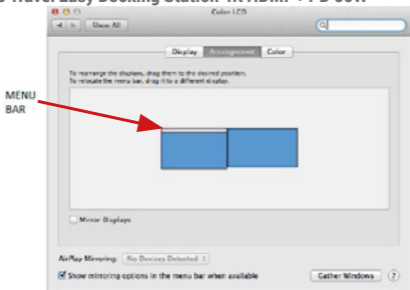 Travel Easy Docking Station 4K HDMI
Color LCD
Show All
Display Arrangement Color
To rearrange the displays, drag them to the desired position.
To relocate the menu bar, drag it to a different display.
MENU
BAR
Mirror Displays
AirPlay Mirroring: No Devices Detected
Show mirroring options in the menu bar when available
Gather Windows ?